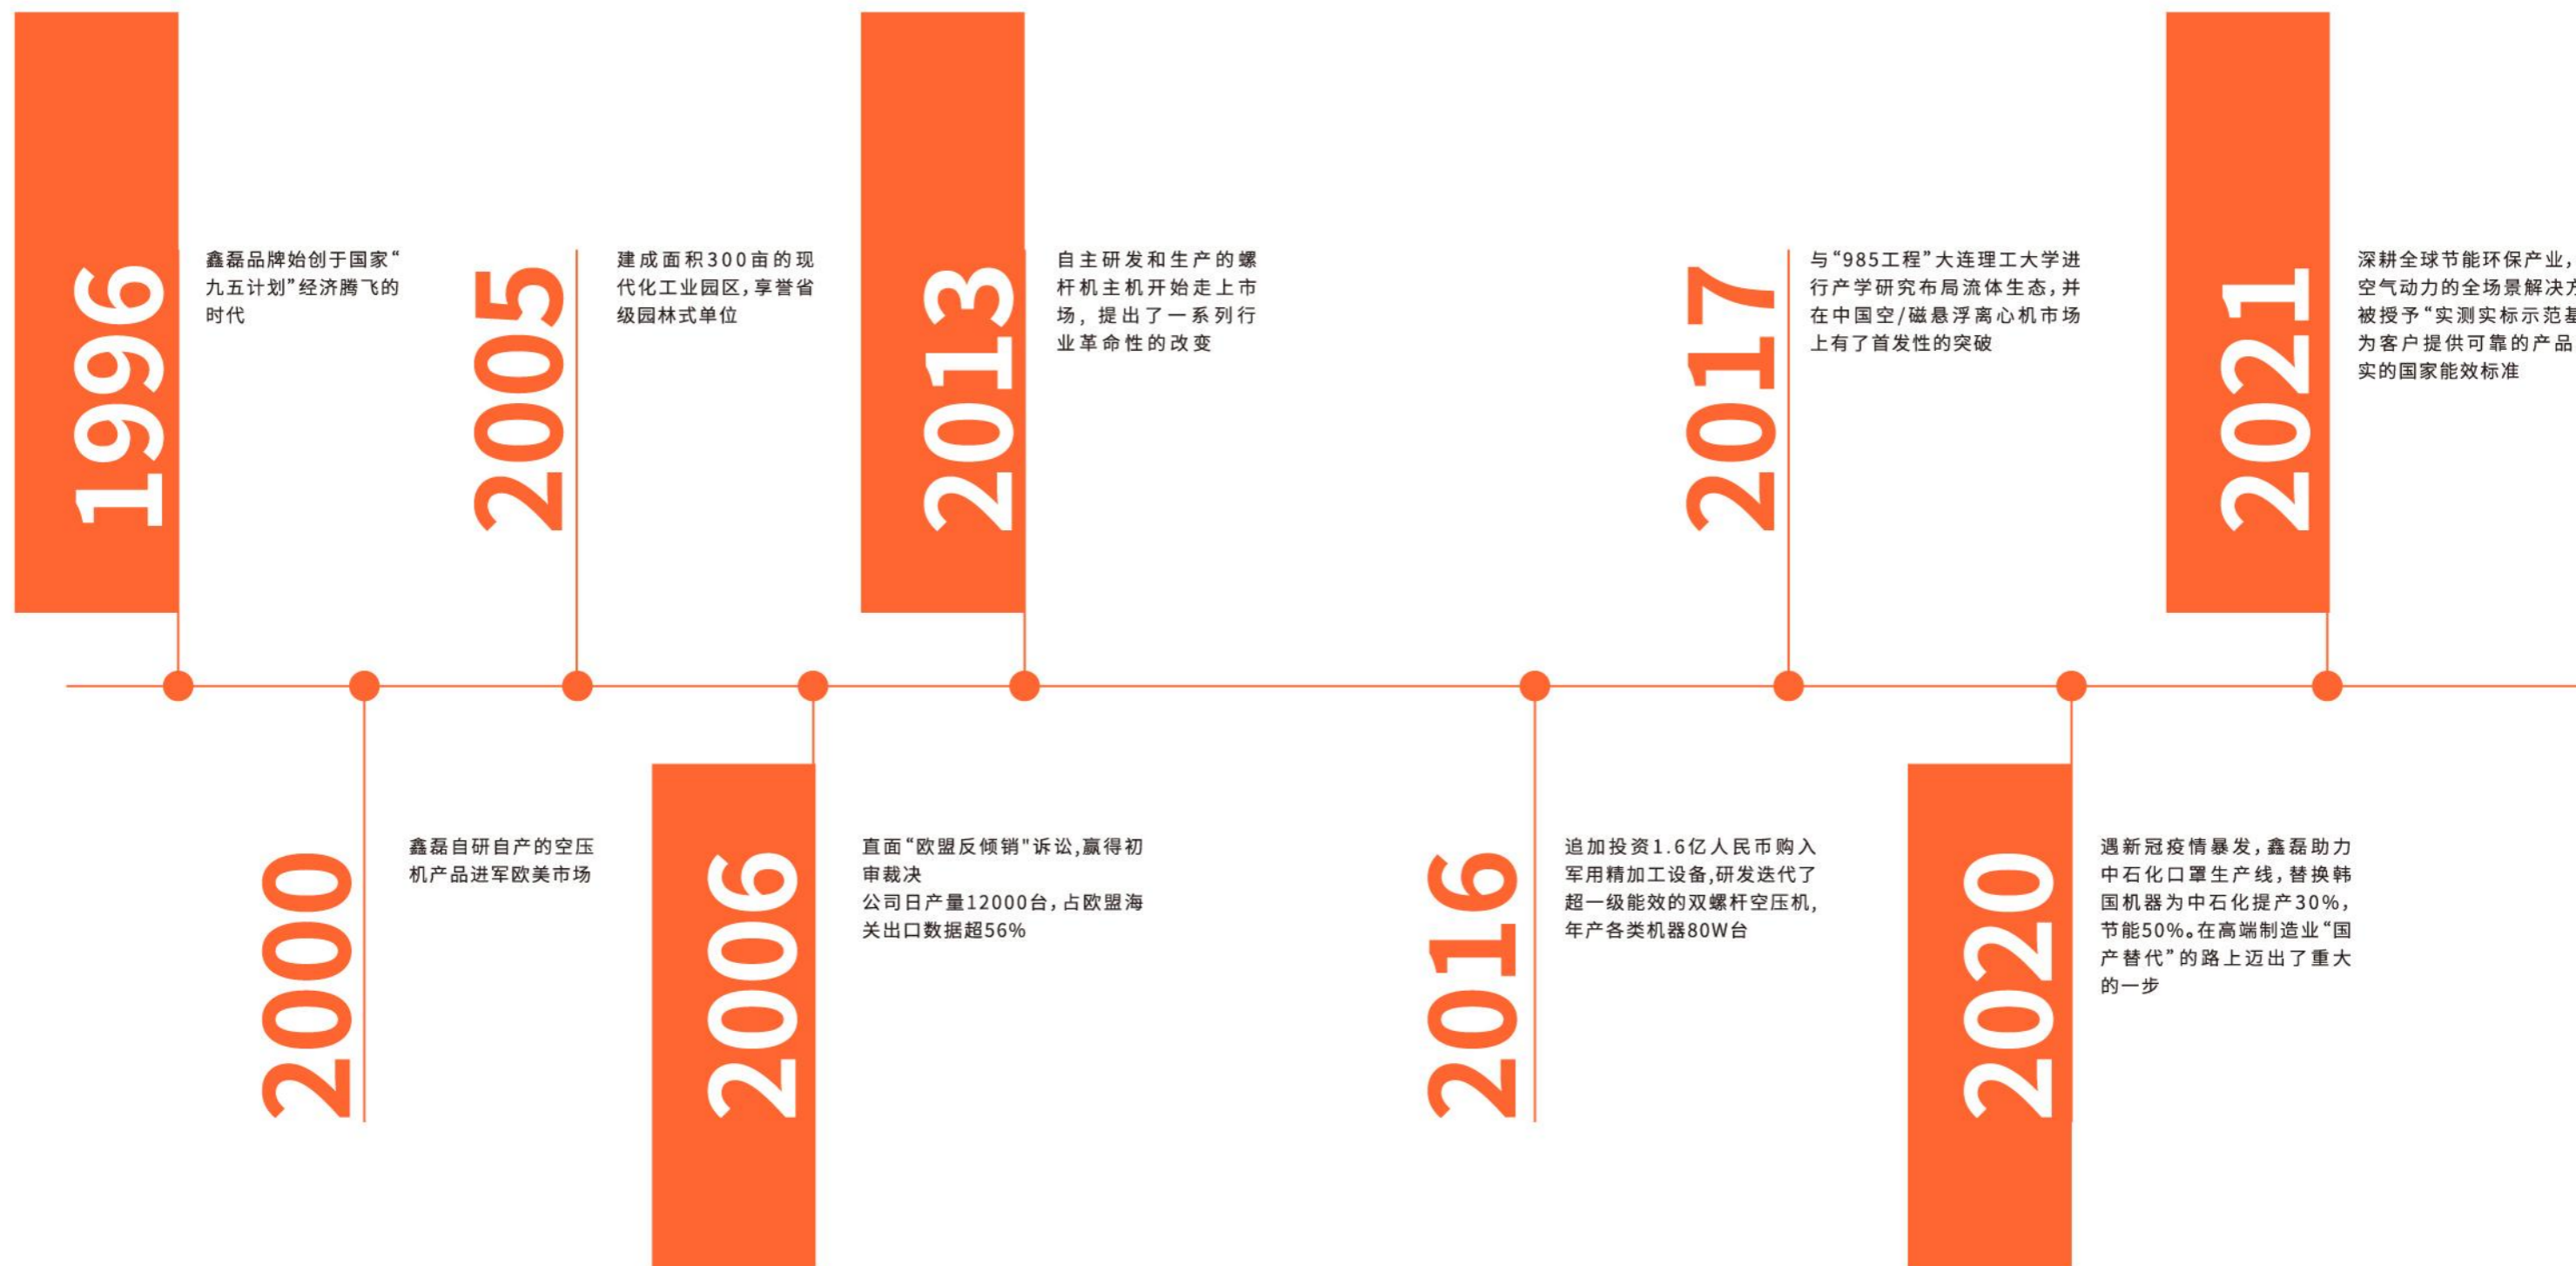 1996
鑫磊品牌始创于国家“
九五计划”经济腾飞的
时代
2000
鑫磊自研自产的空压
机产品进军欧美市场
2005
建成面积300亩的现
代化工业园区,享誉省
级园林式单位
2006
直面“欧盟反倾销"诉讼,赢得初
审裁决
公司日产量12000台,占欧盟海
关出口数据超56%
2013
自主研发和生产的螺
杆机主机开始走上市
场, 提出了一系列行
业革命性的改变
2016
追加投资1.6亿人民币购入
军用精加工设备,研发迭代了
超一级能效的双螺杆空压机,
年产各类机器80W台
2017
与“985工程”大连理工大学进
行产学研究布局流体生态,并
在中国空/磁悬浮离心机市场
上有了首发性的突破
2020
遇新冠疫情暴发,鑫磊助力
中石化口罩生产线,替换韩
国机器为中石化提产30%,
节能50%。在高端制造业“国
产替代”的路上迈出了重大
的一步
2021
深耕全球节能环保产业,
空气动力的全场景解决
被授予“实测实标示范
为客户提供可靠的产品
实的国家能效标准